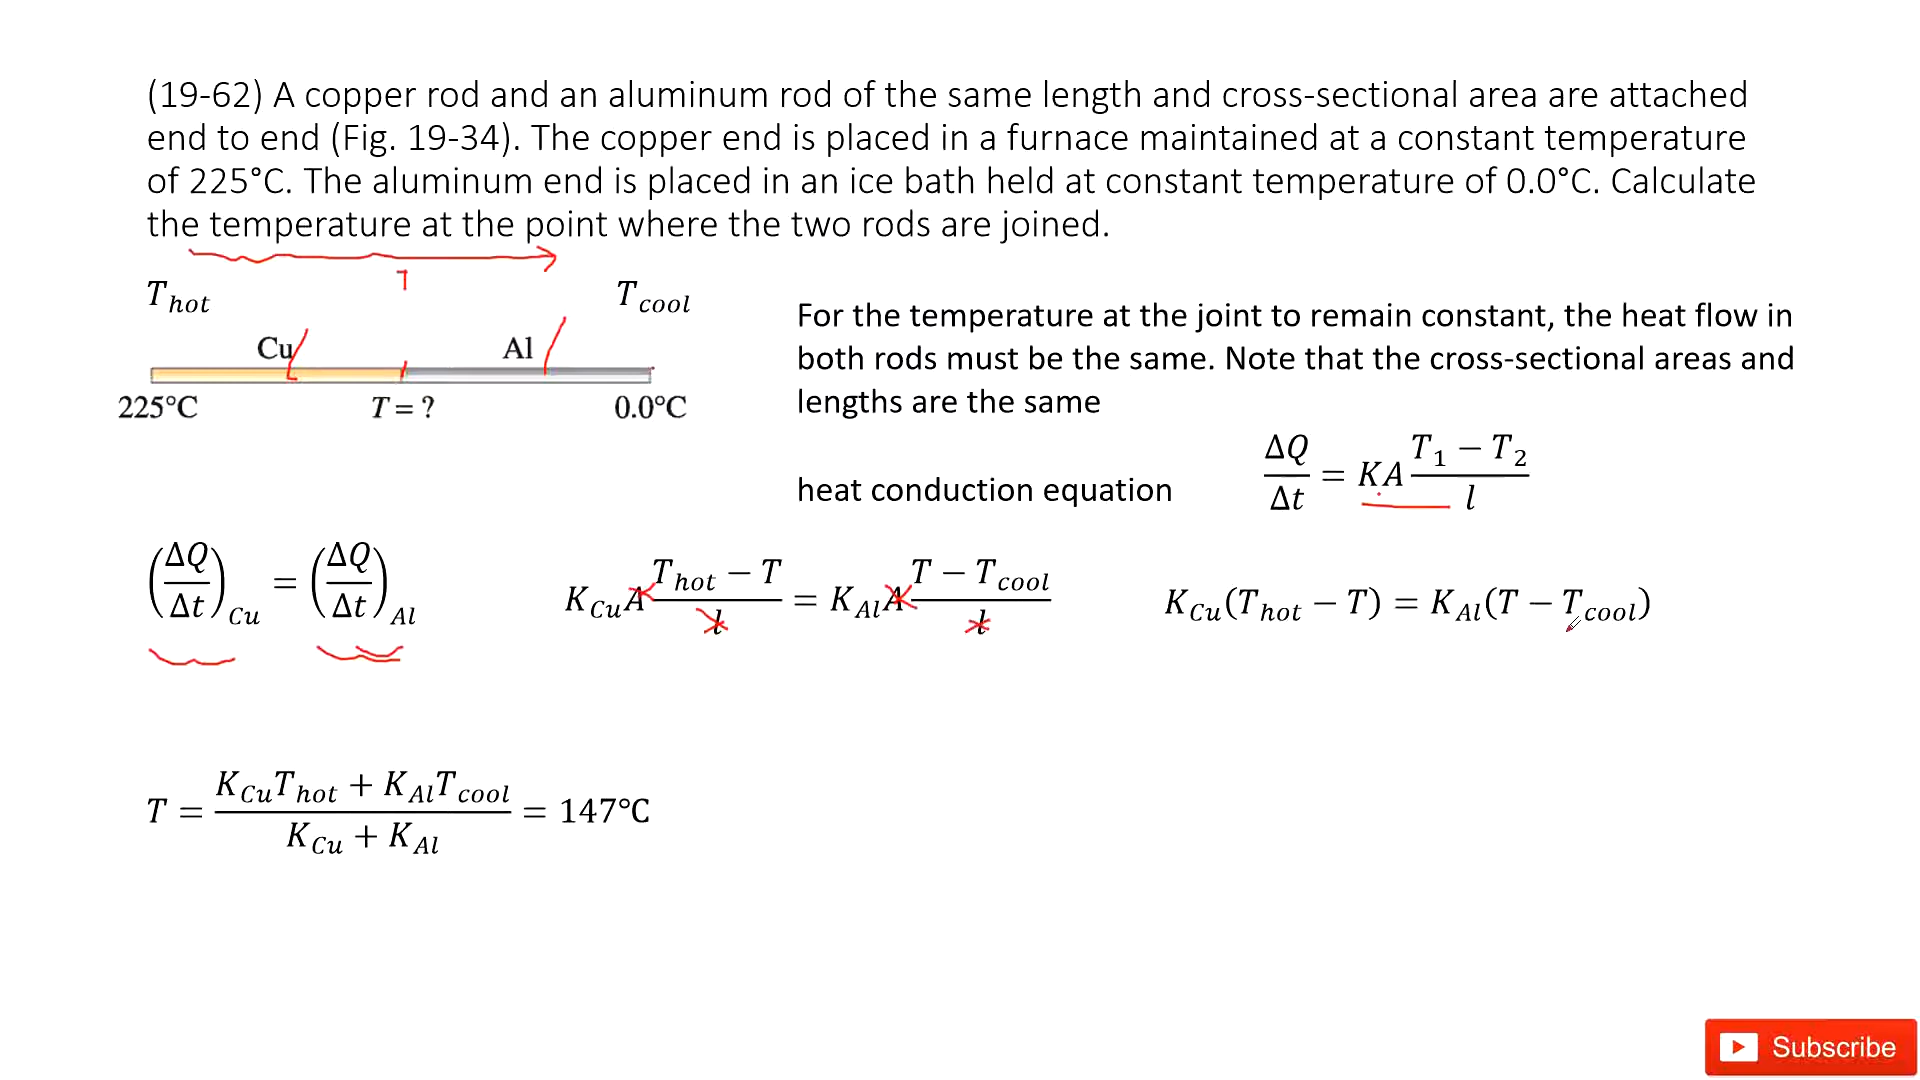 (19-62) A copper rod and an aluminum rod of the same length and cross-sectional area are attached
end to end (Fig. 19-34). The copper end is placed in a furnace maintained at a constant temperature
of 225°C. The aluminum end is placed in an ice bath held at constant temperature of 0.0°C. Calculate
the temperature at the point where the two rods are joined.
T
T_hot T_cool
Cu Al
225°C T = ? 0.0°C
For the temperature at the joint to remain constant, the heat flow in
both rods must be the same. Note that the cross-sectional areas and
lengths are the same
heat conduction equation ΔQ/Δt = KA (T_1 − T_2)/l
(ΔQ/Δt)_Cu = (ΔQ/Δt)_Al
K_Cu A (T_hot − T)/l = K_Al A (T − T_cool)/l
K_Cu(T_hot − T) = K_Al(T − T_cool)
T = (K_Cu T_hot + K_Al T_cool)/(K_Cu + K_Al) = 147℃
Subscribe